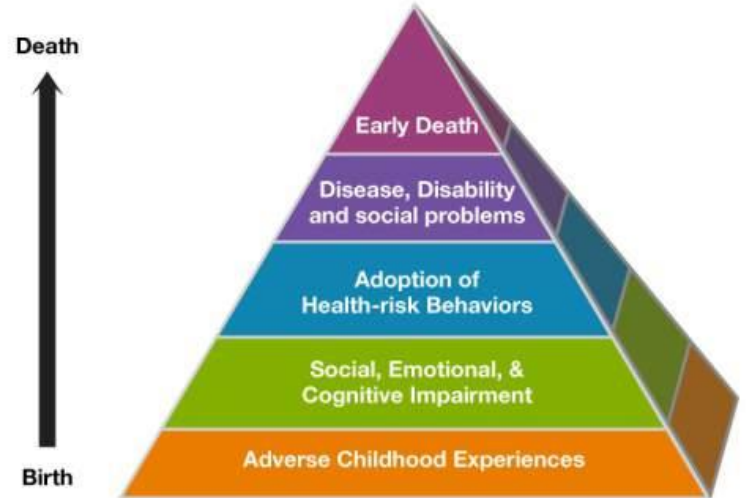 Death
Early Death
Disease, Disability
and social problems
Adoption of
Health-risk Behaviors
Social, Emotional, &
Cognitive Impairment
Adverse Childhood Experiences
Birth